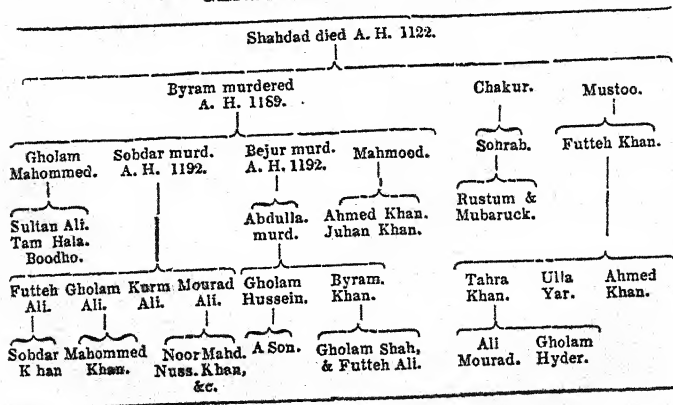 Shahdad died A. H. 1122.
Byram murdered
A. H. 1189.
Chakur.
Mustoo.
Gholam
Mahommed.
Sobdar murd.
A. H. 1192.
Bejur murd.
A. H. 1192.
Mahmood.
Sohrab.
Futteh Khan.
Sultan Ali.
Tam Hala.
Boodho.
Abdulla.
murd.
Ahmed Khan.
Juhan Khan.
Rustum &
Mubaruck.
Futteh
Ali.
Gholam
Ali.
Kurm
Ali.
Mourad
Ali.
Gholam
Hussein.
Byram.
Khan.
Tahra
Khan.
Ulla
Yar.
Ahmed
Khan.
Sobdar
Khan
Mahommed
Khan.
Noor Mahd.
Nuss. Khan,
&c.
A Son.
Gholam Shah,
& Futteh Ali.
Ali
Mourad.
Gholam
Hyder.